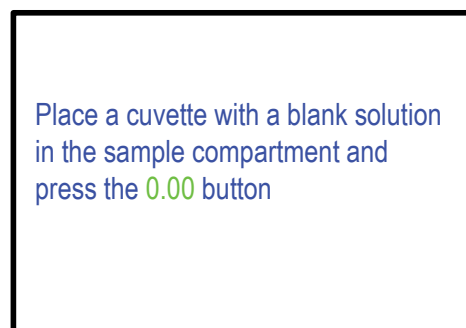 Place a cuvette with a blank solution
in the sample compartment and
press the 0.00 button